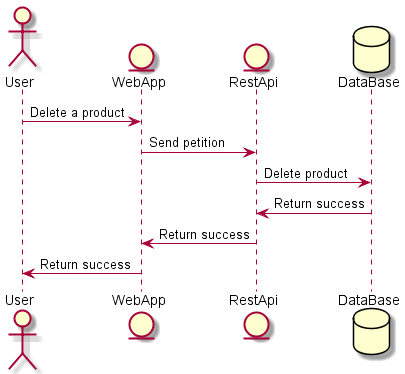 User WebApp RestApi DataBase
Delete a product
Send petition
Delete product
Return success
Return success
Return success
User WebApp RestApi DataBase